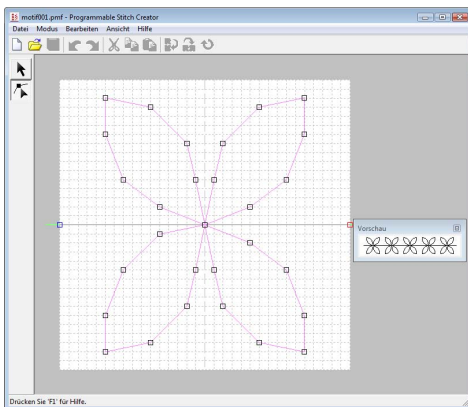 motif001.pmf - Programmable Stitch Creator
Datei Modus Bearbeiten Ansicht Hilfe
Vorschau
Drücken Sie 'F1' für Hilfe.